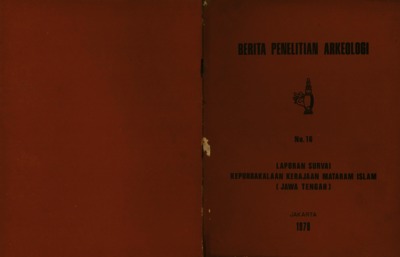 BERITA PENELITIAN ARKEOLOGI
No. 16
LAPORAN SURVAI
KEPURBAKALAAN KERAJAAN MATARAM ISLAM
( JAWA TENGAH )
JAKARTA
1978